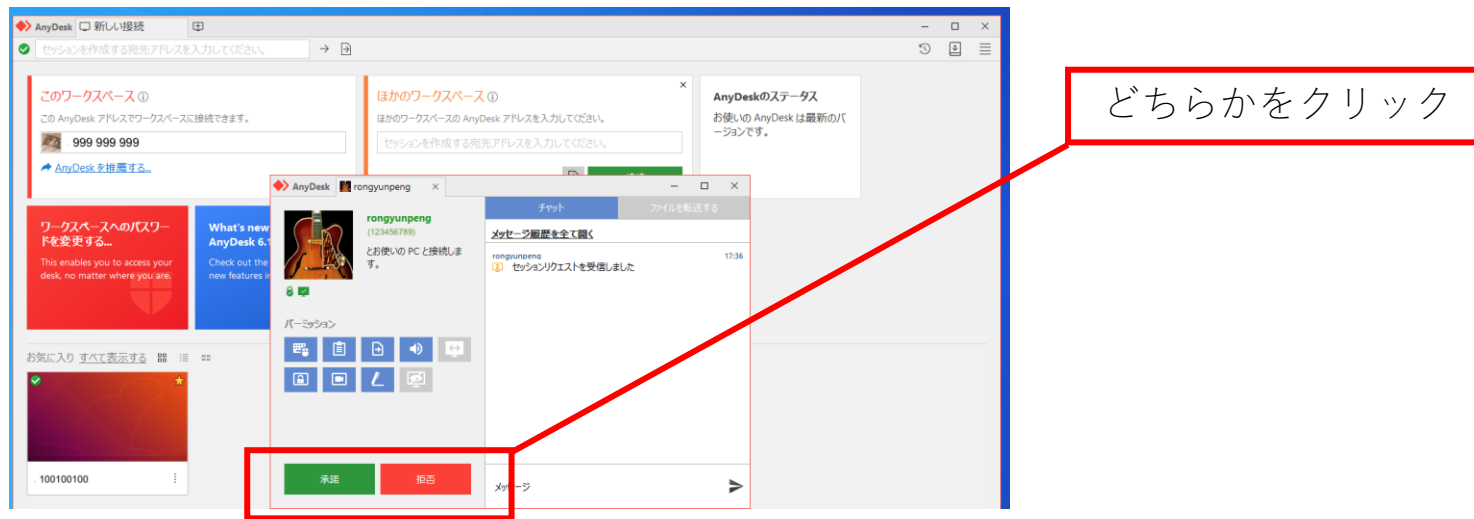 AnyDesk 新しい接続
セッションを作成する宛先アドレスを入力してください。
どちらかをクリック
このワークスペース
この AnyDesk アドレスでワークスペースに接続できます。
999 999 999
AnyDesk を推薦する...
ほかのワークスペース
ほかのワークスペースの AnyDesk アドレスを入力してください。
セッションを作成する宛先アドレスを入力してください。
AnyDeskのステータス
お使いの AnyDesk は最新のバ
ージョンです。
ワークスペースへのパスワー
ドを変更する...
This enables you to access your
desk, no matter where you are.
What's new
AnyDesk 6.1
Check out the
new features i
お気に入り すべて表示する
100100100
AnyDesk rongyunpeng
rongyunpeng
(123456789)
とお使いの PC と接続しま
す。
パーミッション
承諾 拒否
チャット ファイルを転送する
メッセージ履歴を全て開く
rongyunpeng 17:36
セッションリクエストを受信しました
メッセージ